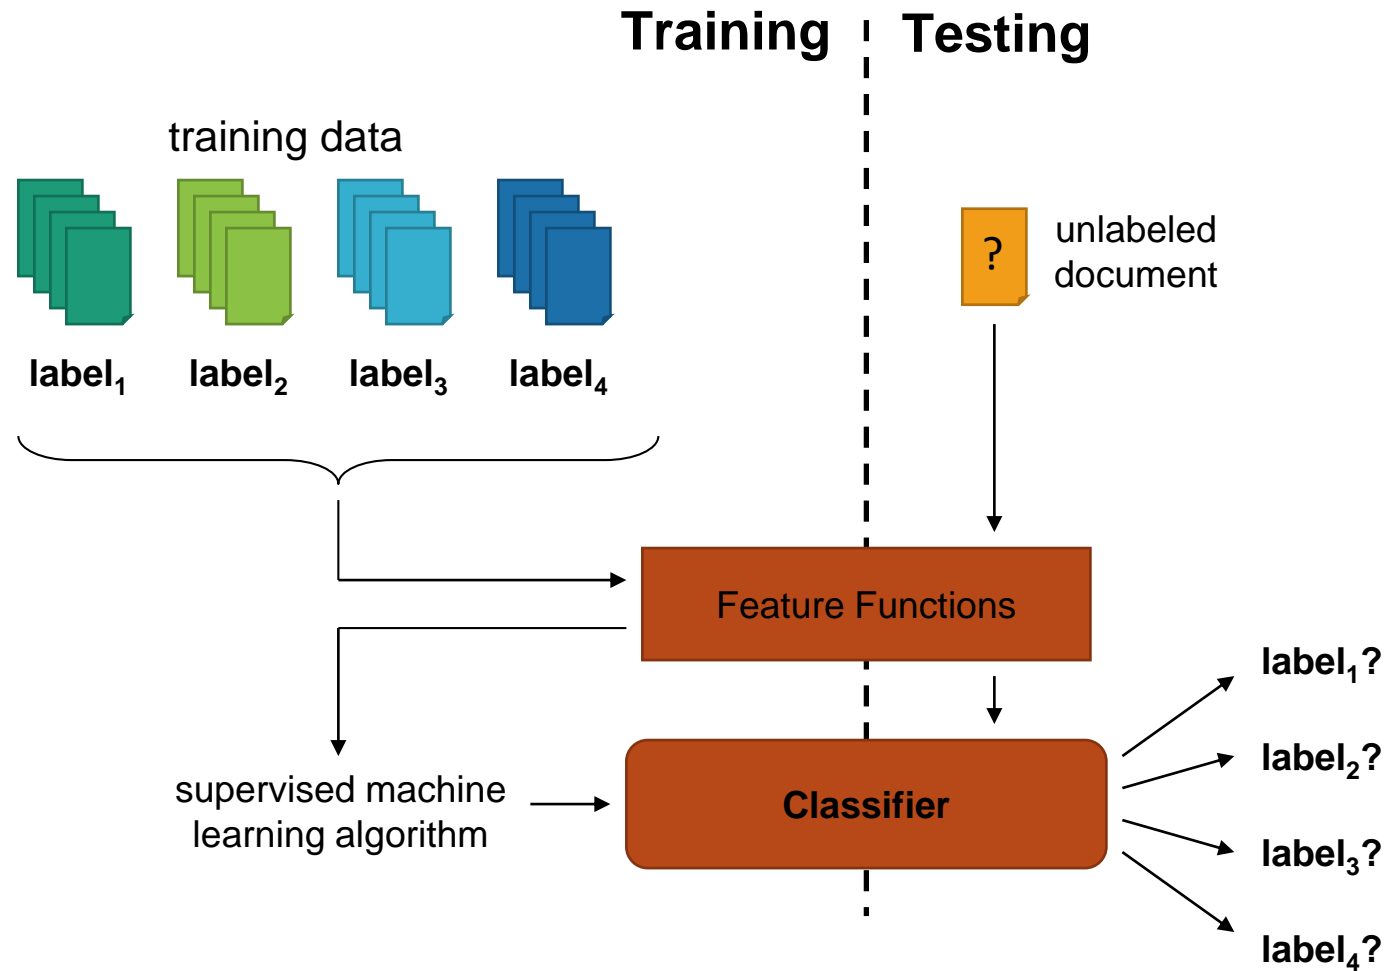 Training
Testing
training data
?
unlabeled
document
label₁
label₂
label₃
label₄
Feature Functions
supervised machine
learning algorithm
Classifier
label₁?
label₂?
label₃?
label₄?